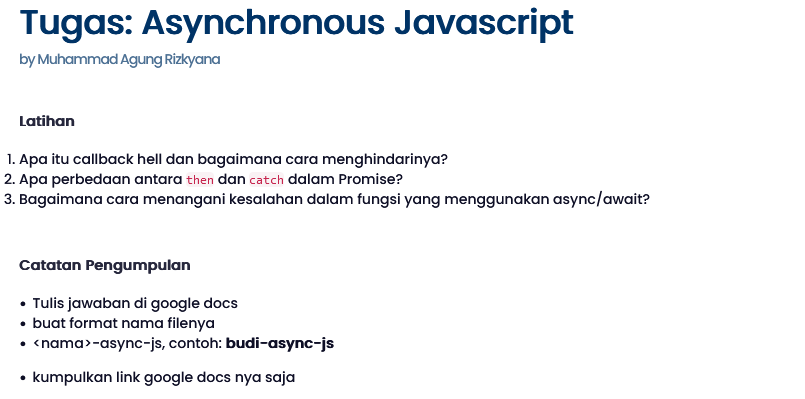 Tugas: Asynchronous Javascript
by Muhammad Agung Rizkyana
Latihan
1. Apa itu callback hell dan bagaimana cara menghindarinya?
2. Apa perbedaan antara then dan catch dalam Promise?
3. Bagaimana cara menangani kesalahan dalam fungsi yang menggunakan async/await?
Catatan Pengumpulan
• Tulis jawaban di google docs
• buat format nama filenya
• <nama>-async-js, contoh: budi-async-js
• kumpulkan link google docs nya saja